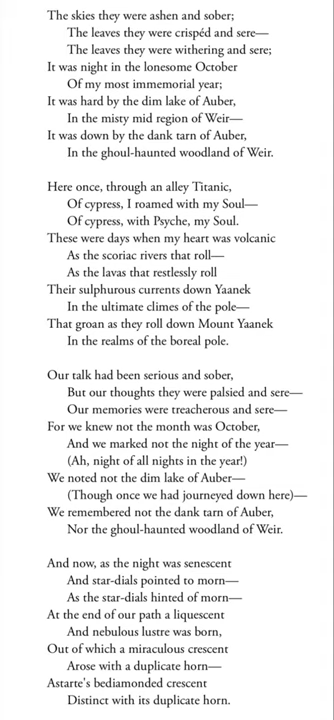 The skies they were ashen and sober;
The leaves they were crispéd and sere—
The leaves they were withering and sere;
It was night in the lonesome October
Of my most immemorial year;
It was hard by the dim lake of Auber,
In the misty mid region of Weir—
It was down by the dank tarn of Auber,
In the ghoul-haunted woodland of Weir.

Here once, through an alley Titanic,
Of cypress, I roamed with my Soul—
Of cypress, with Psyche, my Soul.
These were days when my heart was volcanic
As the scoriac rivers that roll—
As the lavas that restlessly roll
Their sulphurous currents down Yaanek
In the ultimate climes of the pole—
That groan as they roll down Mount Yaanek
In the realms of the boreal pole.

Our talk had been serious and sober,
But our thoughts they were palsied and sere—
Our memories were treacherous and sere—
For we knew not the month was October,
And we marked not the night of the year—
(Ah, night of all nights in the year!)
We noted not the dim lake of Auber—
(Though once we had journeyed down here)—
We remembered not the dank tarn of Auber,
Nor the ghoul-haunted woodland of Weir.

And now, as the night was senescent
And star-dials pointed to morn—
As the star-dials hinted of morn—
At the end of our path a liquescent
And nebulous lustre was born,
Out of which a miraculous crescent
Arose with a duplicate horn—
Astarte's bediamonded crescent
Distinct with its duplicate horn.